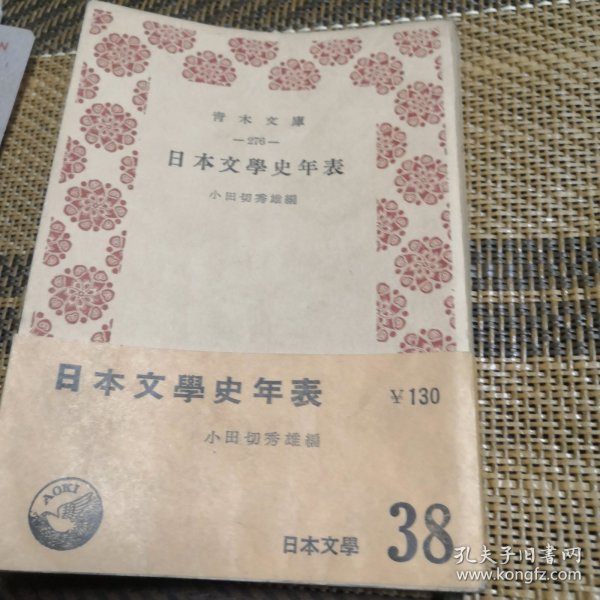 青木文庫
—276—
日本文學史年表
小田切秀雄編
日本文學史年表
¥130
小田切秀雄編
AOKI
日本文學
38
孔夫子旧书网
www.kongfz.com